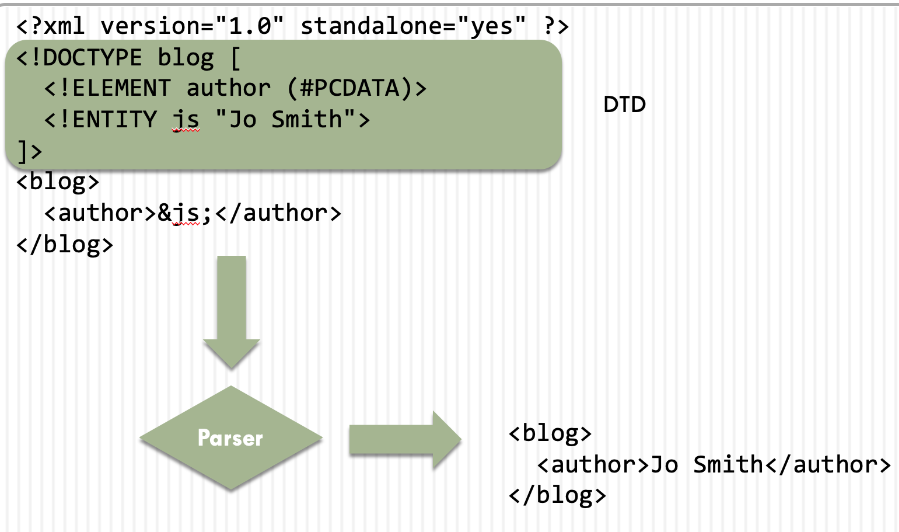 <?xml version="1.0" standalone="yes" ?>
<!DOCTYPE blog [
  <!ELEMENT author (#PCDATA)>
  <!ENTITY js "Jo Smith">
]>
DTD
<blog>
  <author>&js;</author>
</blog>
Parser
<blog>
  <author>Jo Smith</author>
</blog>